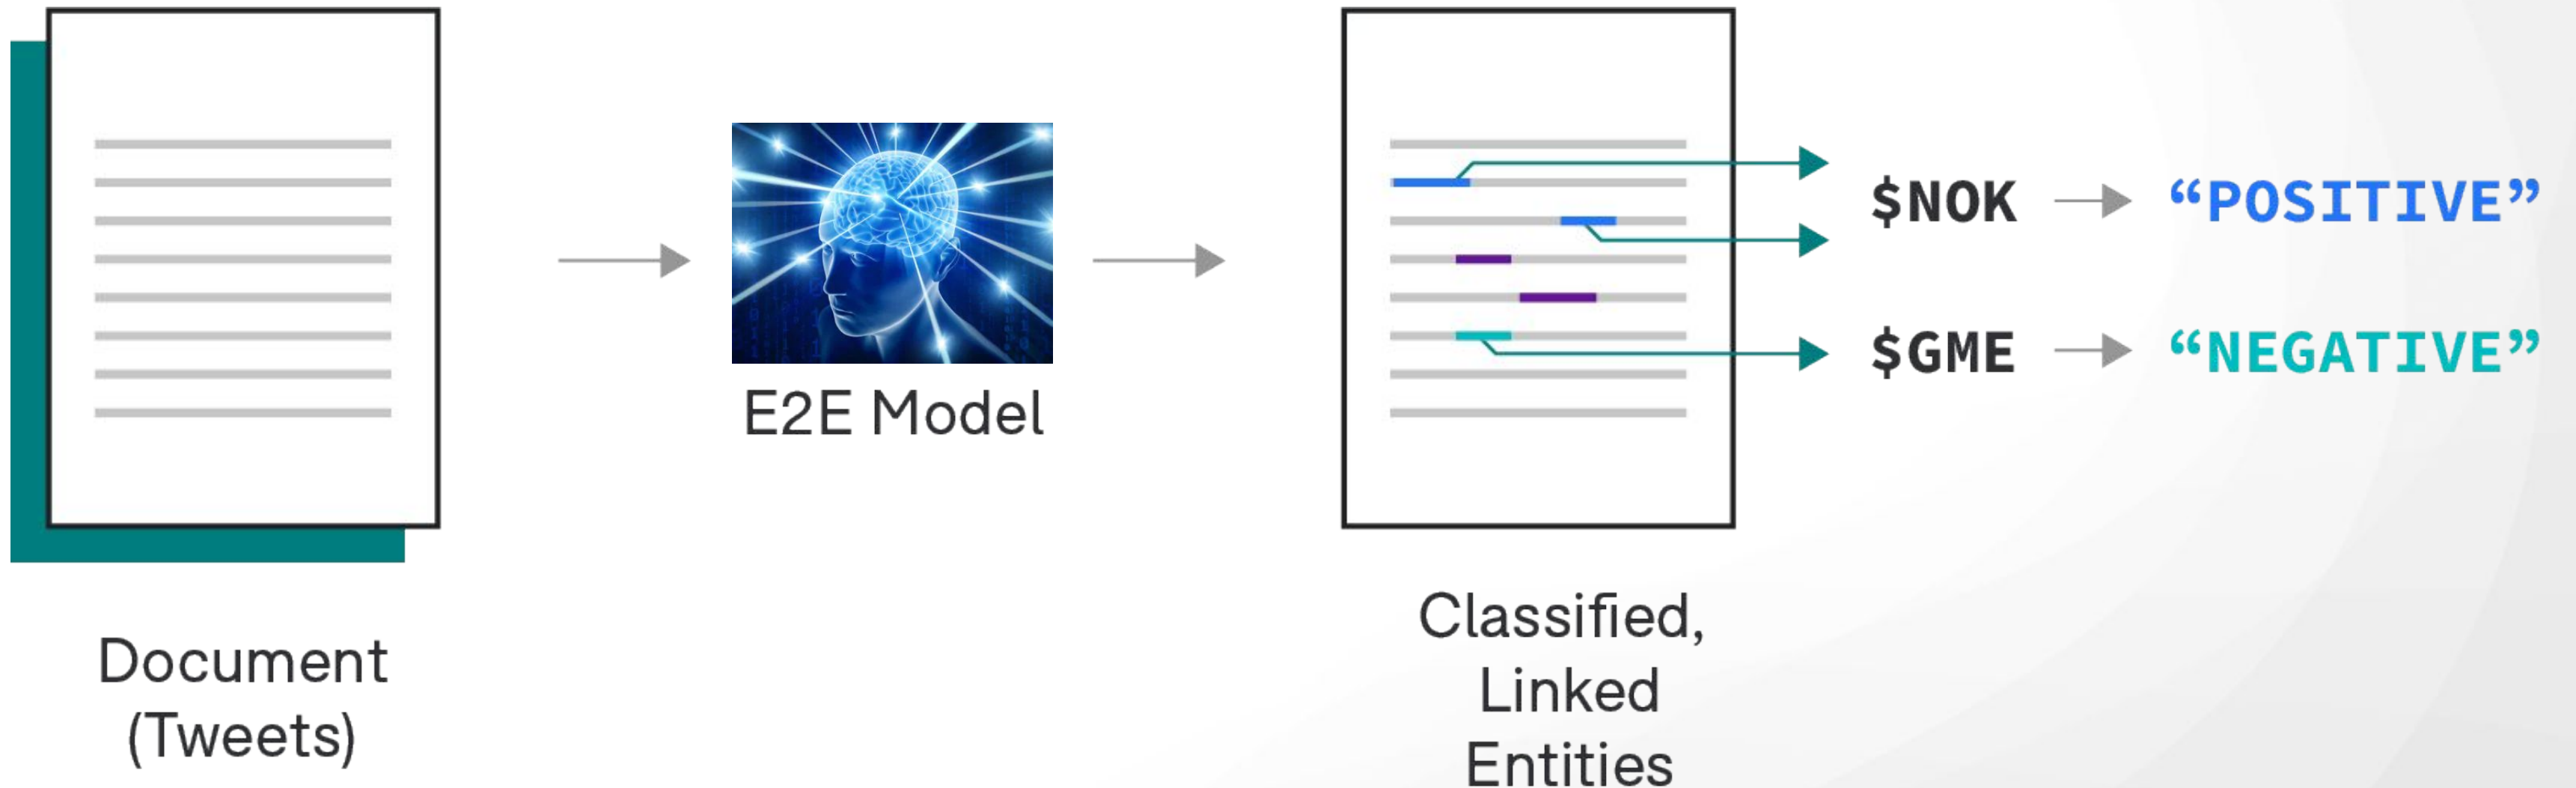 Document
(Tweets)
E2E Model
Classified,
Linked
Entities
$NOK
“POSITIVE”
$GME
“NEGATIVE”